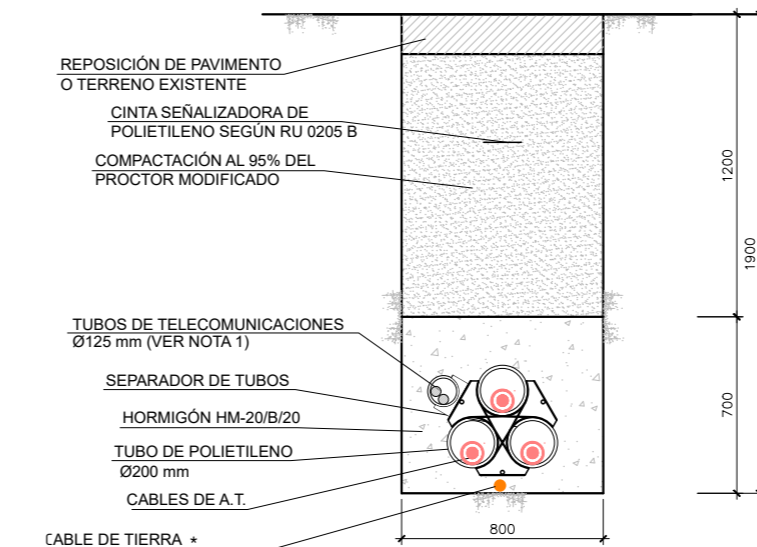 REPOSICIÓN DE PAVIMENTO
O TERRENO EXISTENTE
CINTA SEÑALIZADORA DE
POLIETILENO SEGÚN RU 0205 B
COMPACTACIÓN AL 95% DEL
PROCTOR MODIFICADO
1200
1900
TUBOS DE TELECOMUNICACIONES
Ø125 mm (VER NOTA 1)
SEPARADOR DE TUBOS
700
HORMIGÓN HM-20/B/20
TUBO DE POLIETILENO
Ø200 mm
CABLES DE A.T.
800
CABLE DE TIERRA *